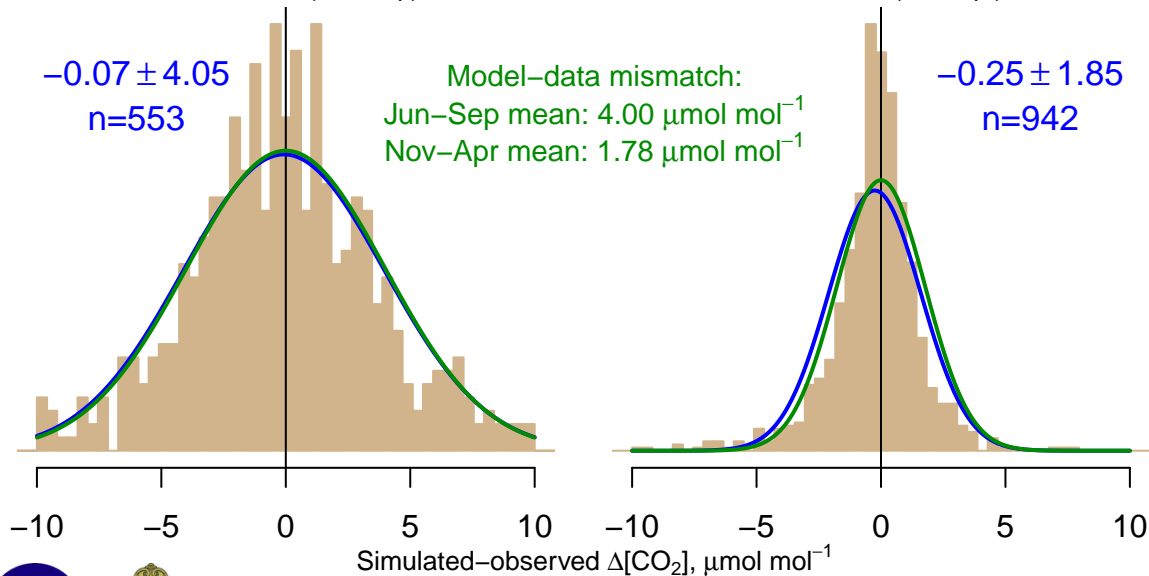 −0.07 ± 4.05
n=553
Model−data mismatch:
Jun−Sep mean: 4.00 μmol mol⁻¹
Nov−Apr mean: 1.78 μmol mol⁻¹
−0.25 ± 1.85
n=942
−10 −5 0 5 10
−10 −5 0 5 10
Simulated−observed Δ[CO₂], μmol mol⁻¹